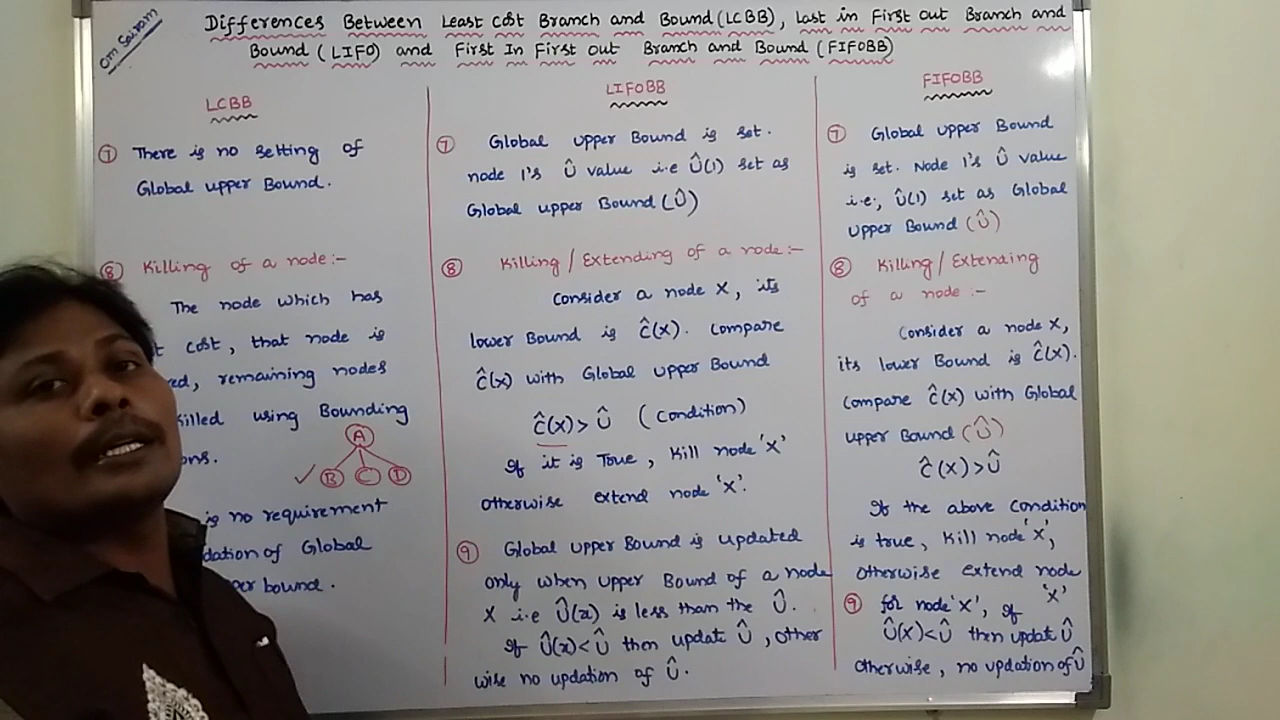 Om Sairam
Differences Between Least cost Branch and Bound (LCBB), Last in First out Branch and
Bound (LIFO) and First In First out Branch and Bound (FIFOBB)
LCBB
⑦ There is no setting of
Global upper Bound.
⑧ Killing of a node:-
The node which has
t cost, that node is
ed, remaining nodes
killed using Bounding
ons.
A
✓ B C D
is no requirement
dation of Global
per bound.
LIFOBB
⑦ Global upper Bound is set.
node 1's Û value i.e Û(1) set as
Global upper Bound (Û)
⑧ Killing / Extending of a node:-
Consider a node X, its
lower Bound is Ĉ(X). Compare
Ĉ(X) with Global upper Bound
Ĉ(X) > Û (Condition)
If it is True, Kill node 'X'
otherwise extend node 'X'.
⑨ Global upper Bound is updated
only when upper Bound of a node
X i.e Û(x) is less than the Û.
If Û(x) < Û then update Û, other
wise no updation of Û.
FIFOBB
⑦ Global upper Bound
is set. Node 1's Û value
i.e., Û(1) set as Global
upper Bound (Û)
⑧ Killing / Extending
of a node :-
Consider a node X,
its lower Bound is Ĉ(X).
Compare Ĉ(X) with Global
upper Bound (Û)
Ĉ(X) > Û
If the above Condition
is true, Kill node 'X',
otherwise extend node
'X'
⑨ for node 'X', if
Û(X) < Û then update Û
otherwise, no updation of Û